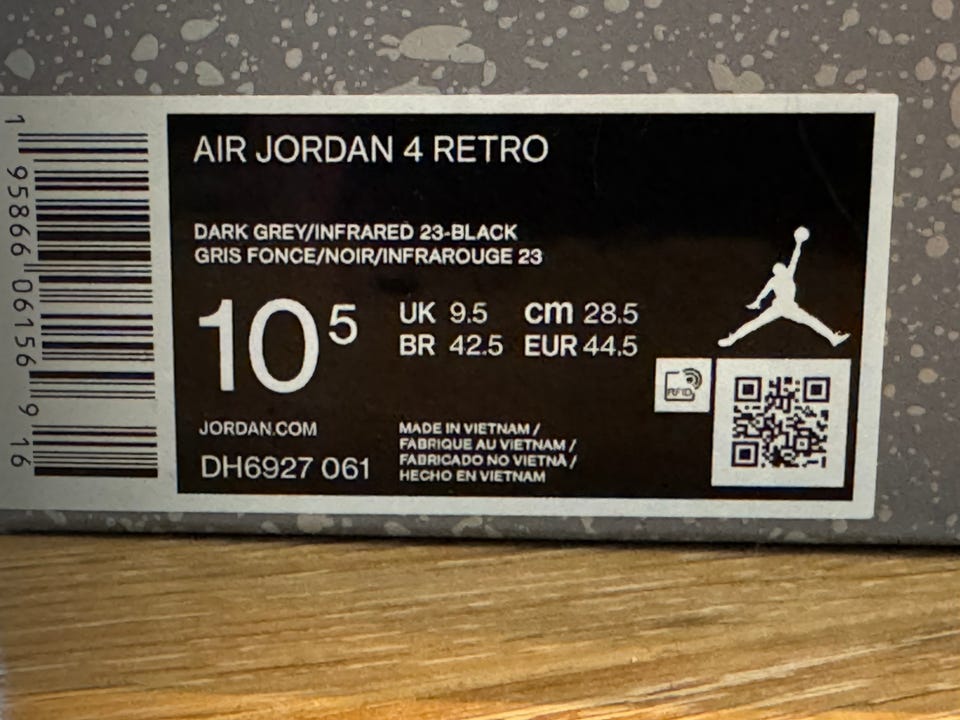 1 95866 06156 9 16
AIR JORDAN 4 RETRO
DARK GREY/INFRARED 23-BLACK
GRIS FONCE/NOIR/INFRAROUGE 23
10 5
UK 9.5 cm 28.5
BR 42.5 EUR 44.5
RFID
JORDAN.COM
DH6927 061
MADE IN VIETNAM /
FABRIQUE AU VIETNAM /
FABRICADO NO VIETNÃ /
HECHO EN VIETNAM